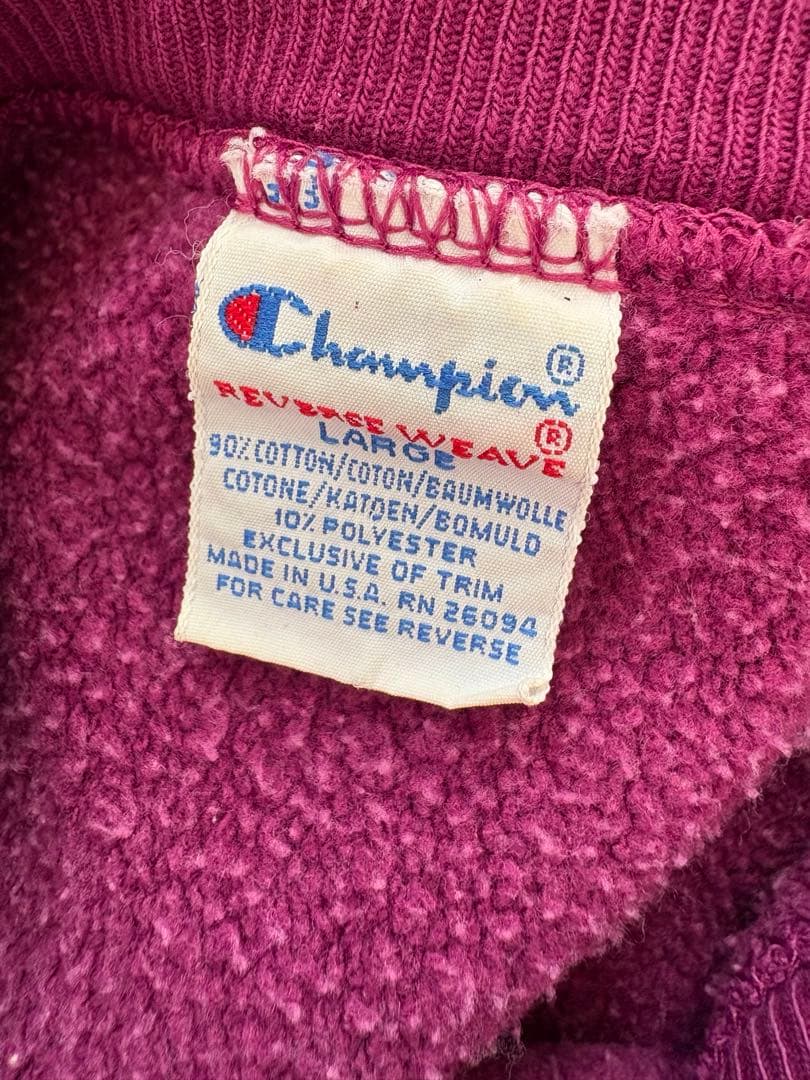 Champion®
REVERSE WEAVE®
LARGE
90% COTTON/COTON/BAUMWOLLE
COTONE/KATOEN/BOMULD
10% POLYESTER
EXCLUSIVE OF TRIM
MADE IN U.S.A. RN 26094
FOR CARE SEE REVERSE